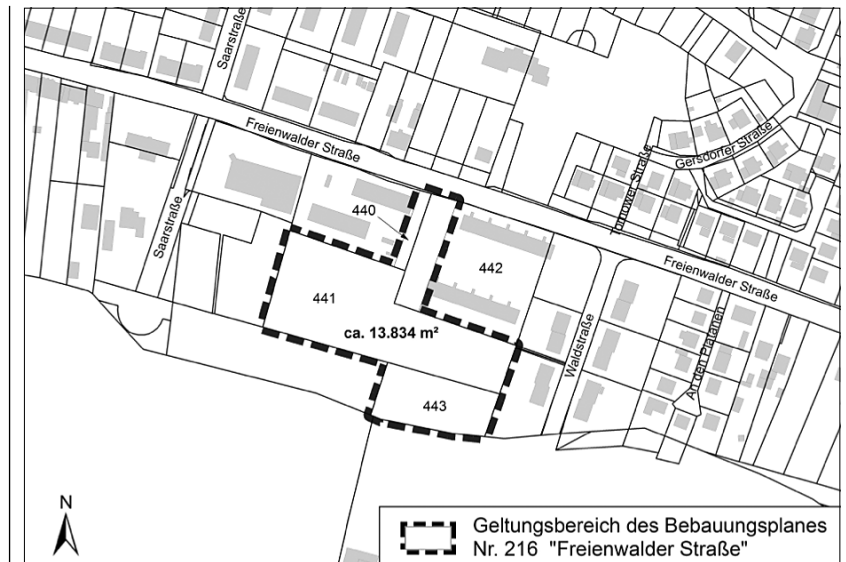 Saarstraße
Freienwalder Straße
Gersdorfer Straße
Tornower Straße
Saarstraße
440
442
Freienwalder Straße
441
ca. 13.834 m²
Waldstraße
An den Platanen
443
N
Geltungsbereich des Bebauungsplanes
Nr. 216 "Freienwalder Straße"